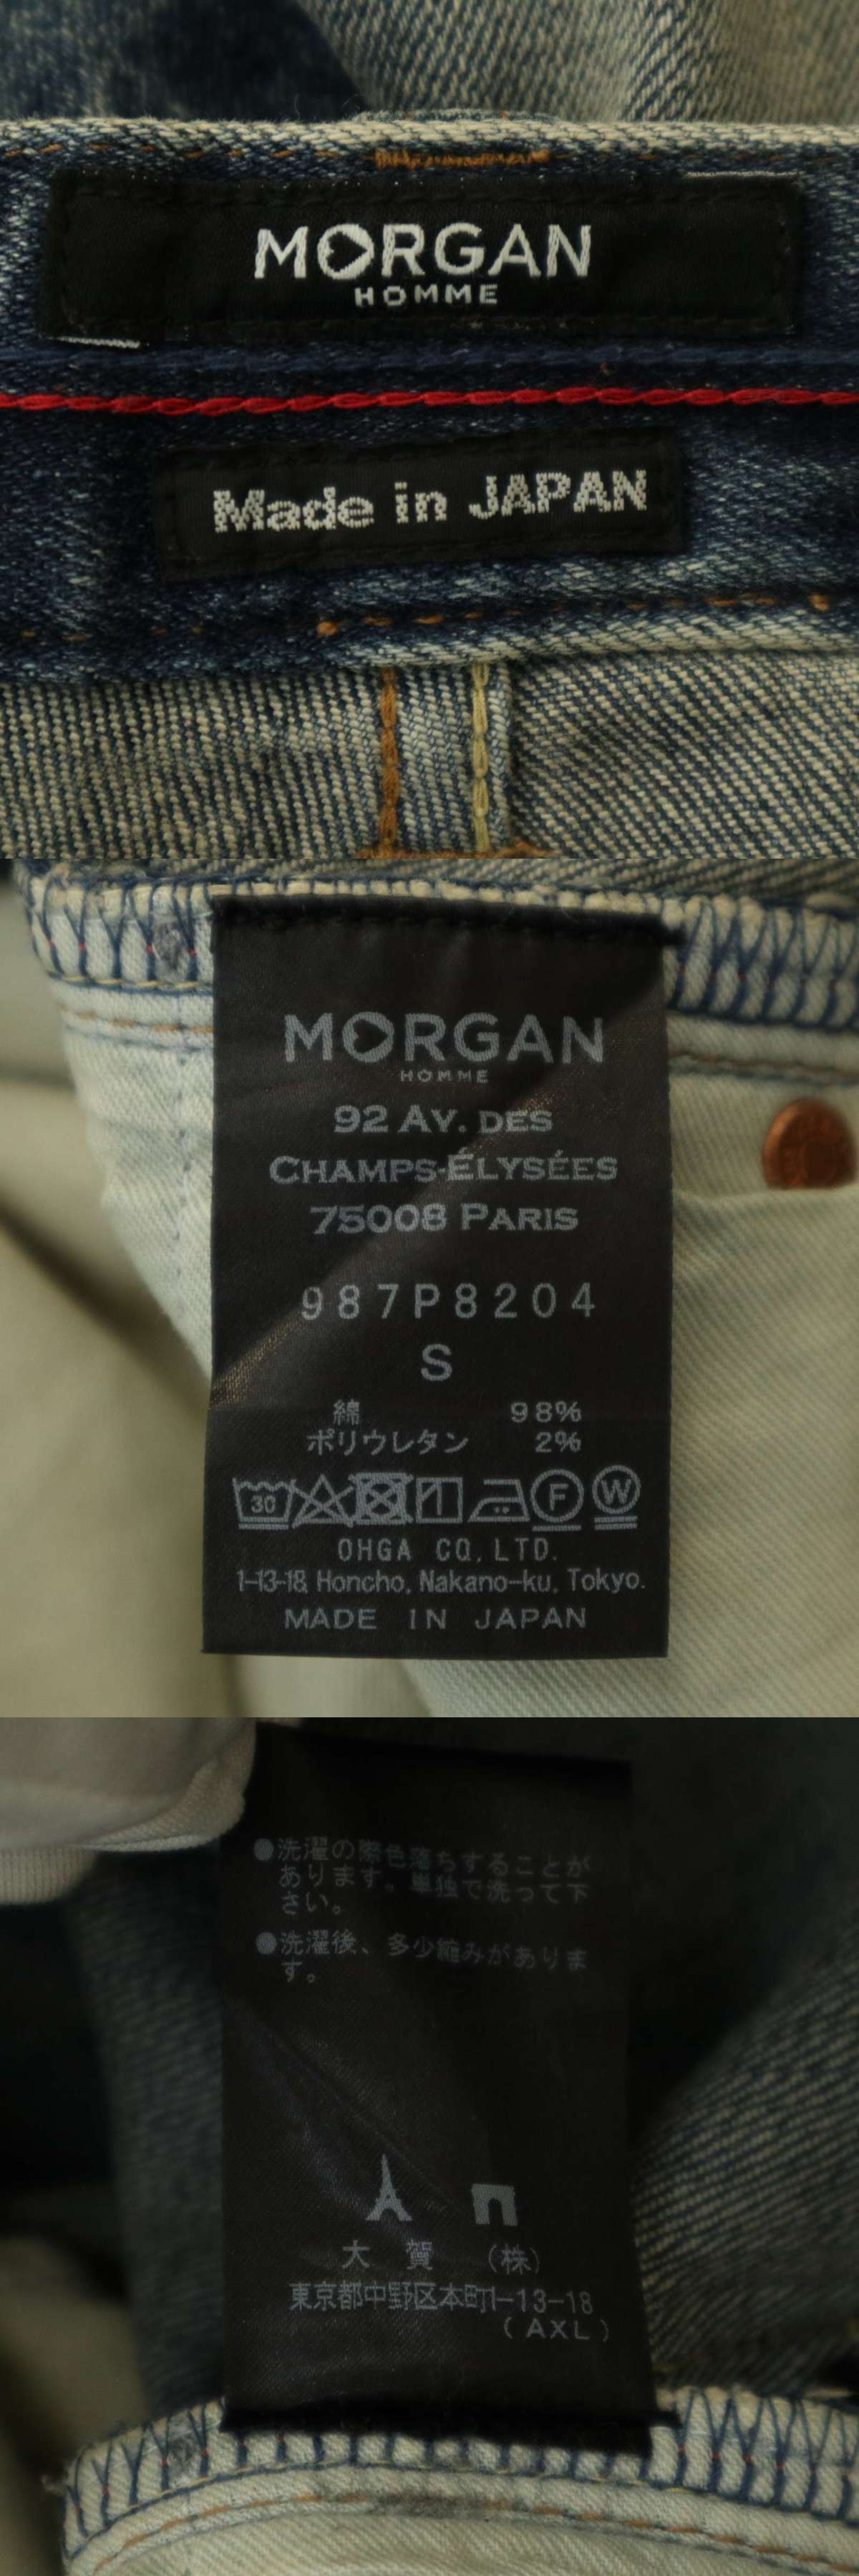 MORGAN
HOMME
Made in JAPAN
MORGAN
HOMME
92 AV. DES
CHAMPS-ÉLYSÉES
75008 PARIS
987P8204
S
綿 98%
ポリウレタン 2%
30 F W
OHGA CO,LTD.
1-13-18, Honcho, Nakano-ku, Tokyo.
MADE IN JAPAN
●洗濯の際色落ちすることが
あります。単独で洗って下
さい。
●洗濯後、多少縮みがありま
す。
大賀 (株)
東京都中野区本町1-13-18
(AXL)